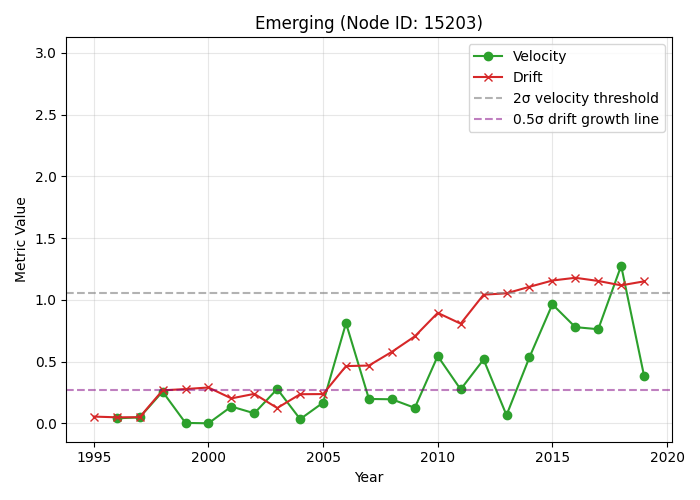 Emerging (Node ID: 15203)
Velocity
Drift
2σ velocity threshold
0.5σ drift growth line
Metric Value
3.0
2.5
2.0
1.5
1.0
0.5
0.0
1995
2000
2005
2010
2015
2020
Year